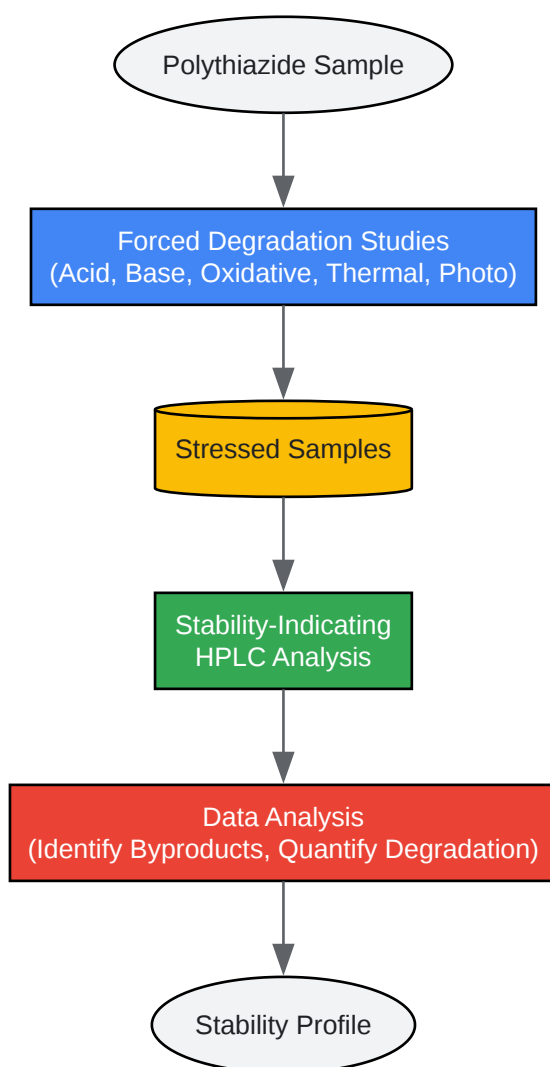 Polythiazide Sample
Forced Degradation Studies
(Acid, Base, Oxidative, Thermal, Photo)
Stressed Samples
Stability-Indicating
HPLC Analysis
Data Analysis
(Identify Byproducts, Quantify Degradation)
Stability Profile